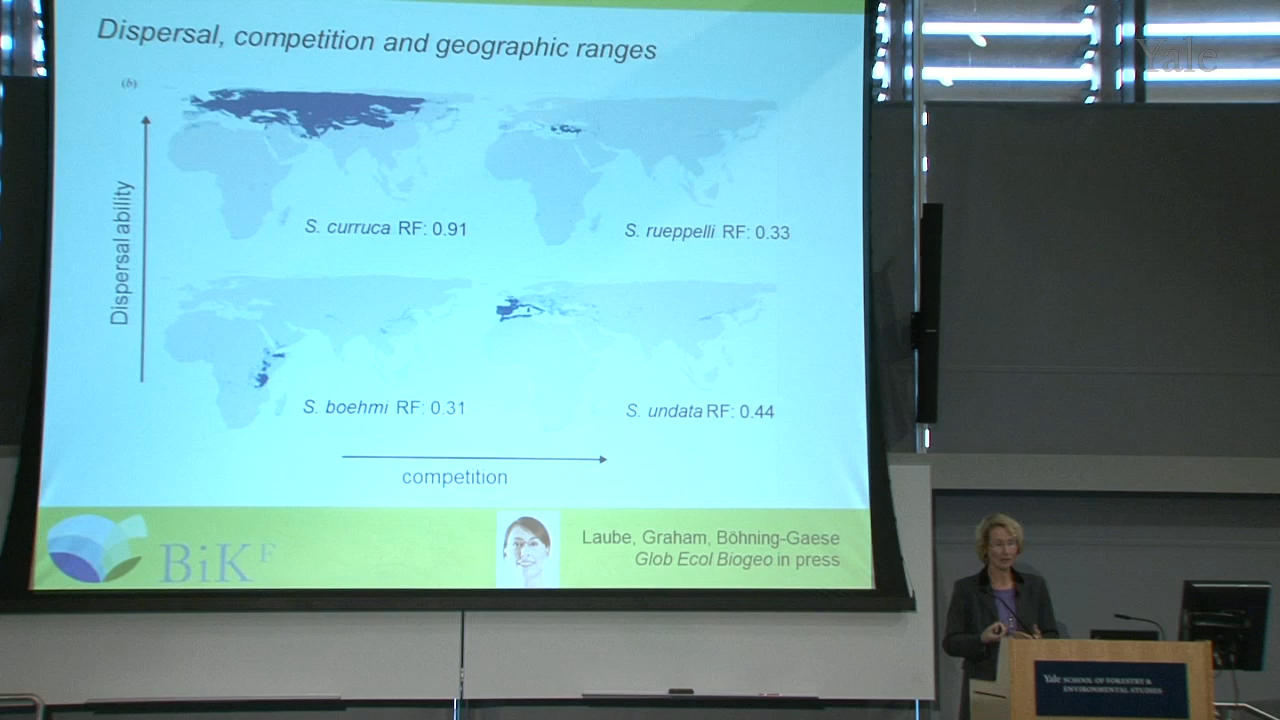 Dispersal, competition and geographic ranges
Yale
(b)
Dispersal ability
S. curruca RF: 0.91
S. rueppelli RF: 0.33
S. boehmi RF: 0.31
S. undata RF: 0.44
competition
BiK F
Laube, Graham, Böhning-Gaese
Glob Ecol Biogeo in press
Yale SCHOOL OF FORESTRY &
ENVIRONMENTAL STUDIES